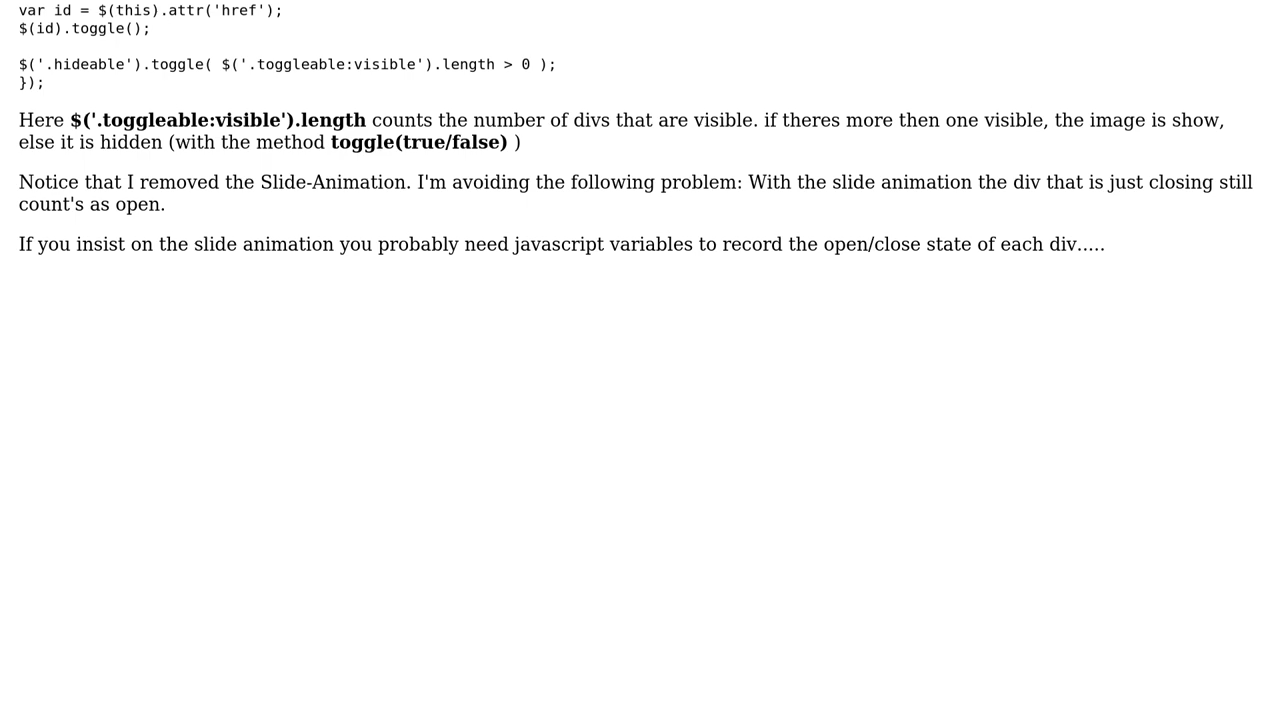 var id = $(this).attr('href');
$(id).toggle();
$('.hideable').toggle( $('.toggleable:visible').length > 0 );
});
Here $('.toggleable:visible').length counts the number of divs that are visible. if theres more then one visible, the image is show,
else it is hidden (with the method toggle(true/false) )
Notice that I removed the Slide-Animation. I'm avoiding the following problem: With the slide animation the div that is just closing still
count's as open.
If you insist on the slide animation you probably need javascript variables to record the open/close state of each div.....